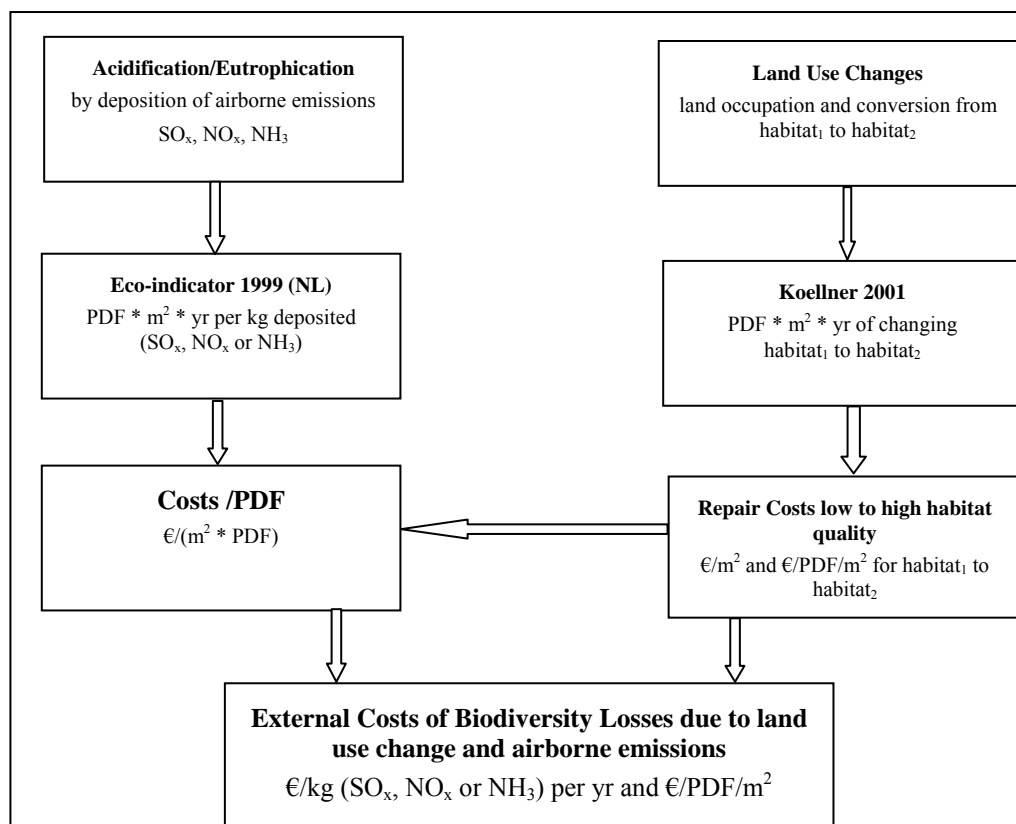 Acidification/Eutrophication
by deposition of airborne emissions
SOₓ, NOₓ, NH₃
Eco-indicator 1999 (NL)
PDF * m² * yr per kg deposited
(SOₓ, NOₓ or NH₃)
Costs /PDF
€/(m² * PDF)
Land Use Changes
land occupation and conversion from
habitat₁ to habitat₂
Koellner 2001
PDF * m² * yr of changing
habitat₁ to habitat₂
Repair Costs low to high habitat
quality
€/m² and €/PDF/m² for habitat₁ to
habitat₂
External Costs of Biodiversity Losses due to land
use change and airborne emissions
€/kg (SOₓ, NOₓ or NH₃) per yr and €/PDF/m²